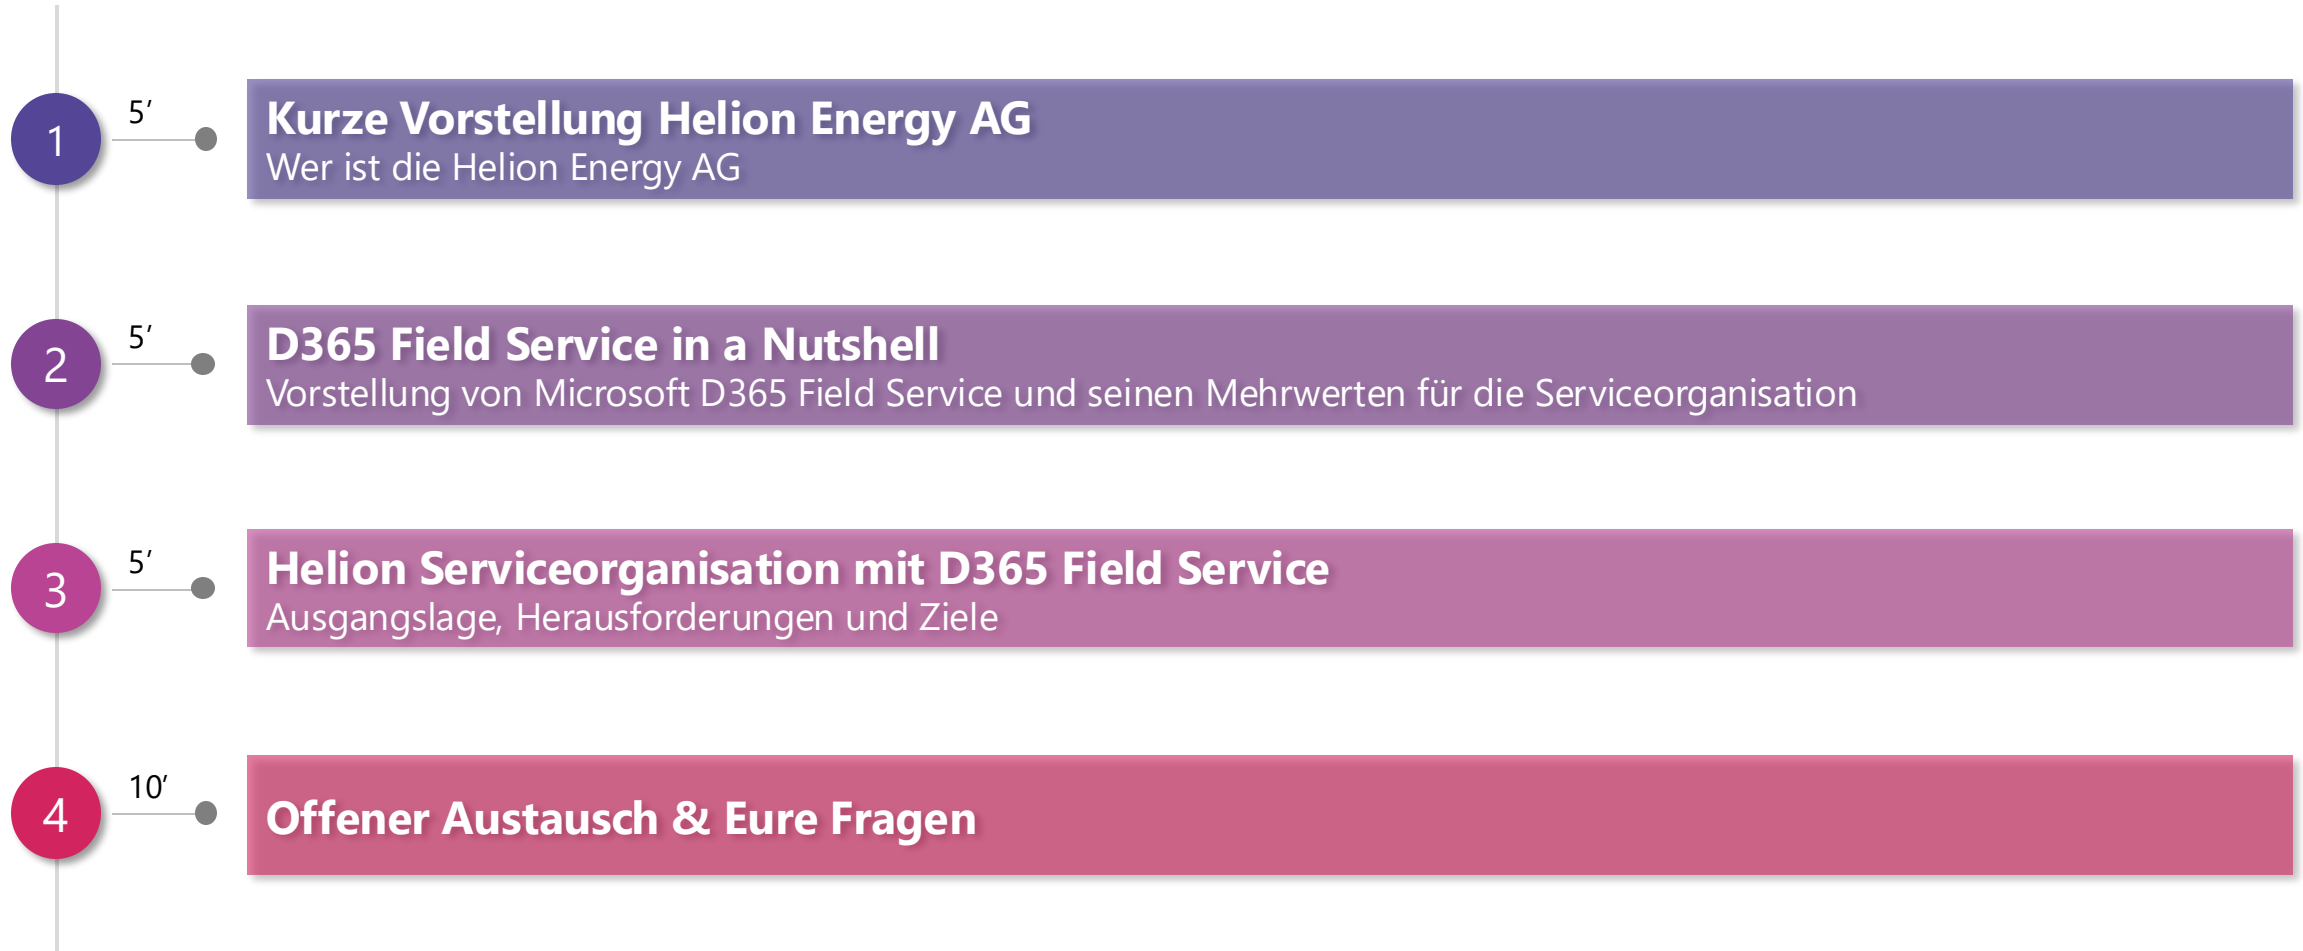 1
5’
Kurze Vorstellung Helion Energy AG
Wer ist die Helion Energy AG
2
5’
D365 Field Service in a Nutshell
Vorstellung von Microsoft D365 Field Service und seinen Mehrwerten für die Serviceorganisation
3
5’
Helion Serviceorganisation mit D365 Field Service
Ausgangslage, Herausforderungen und Ziele
4
10’
Offener Austausch & Eure Fragen